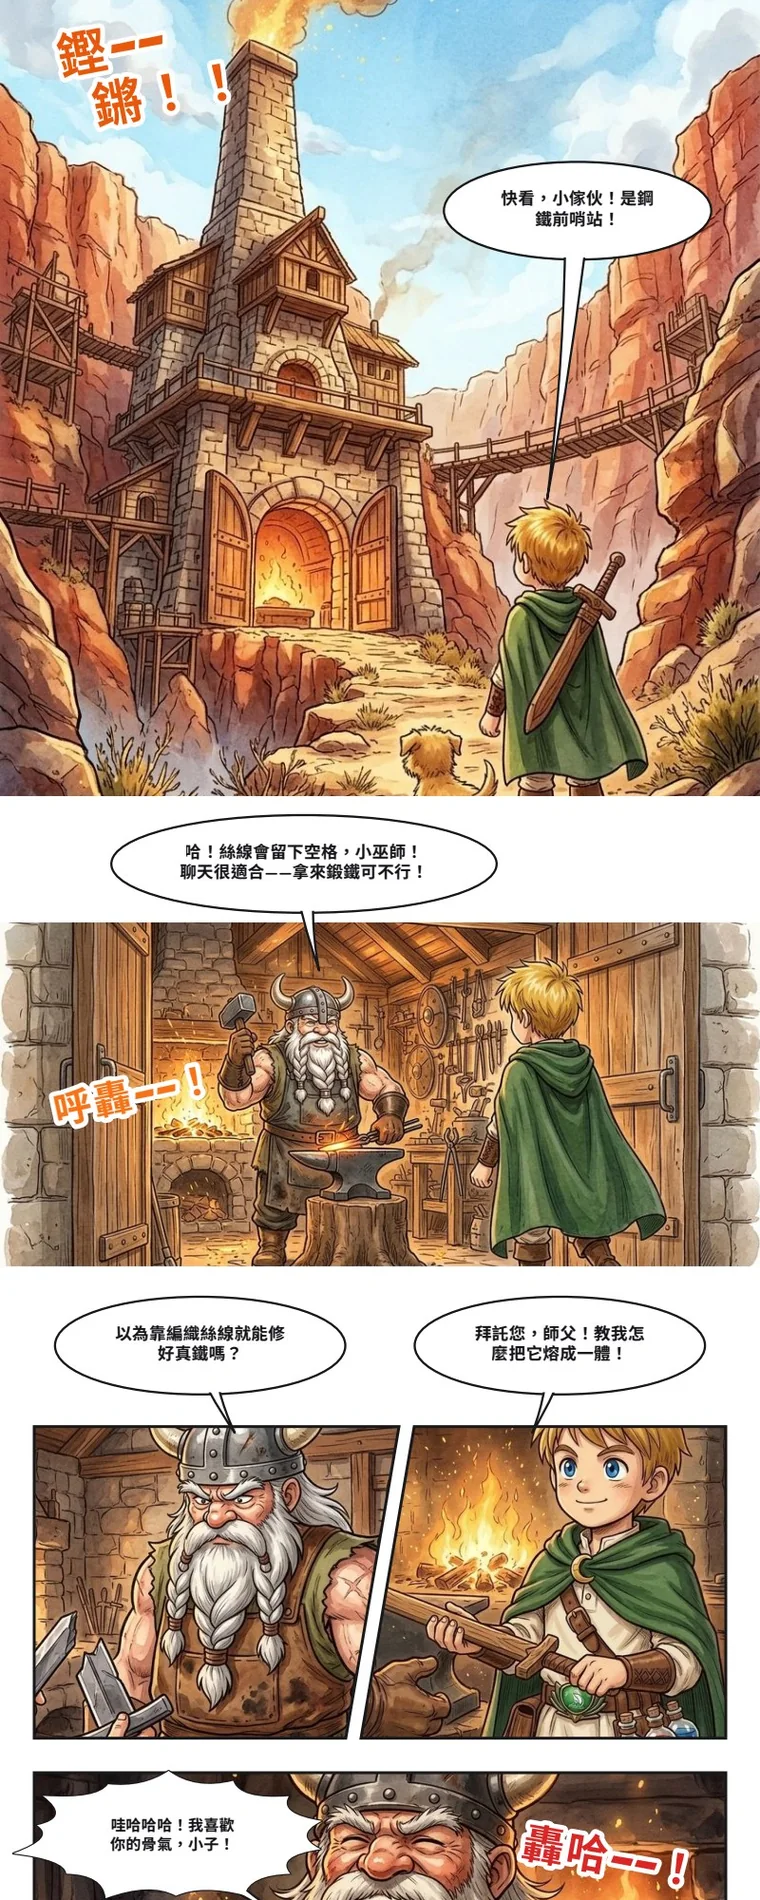 鏗——
鏘！！
快看，小傢伙！是鋼
鐵前哨站！
哈！絲線會留下空格，小巫師！
聊天很適合——拿來鍛鐵可不行！
呼轟——！
以為靠編織絲線就能修
好真鐵嗎？
拜託您，師父！教我怎
麼把它熔成一體！
哇哈哈哈！我喜歡
你的骨氣，小子！
轟哈——！